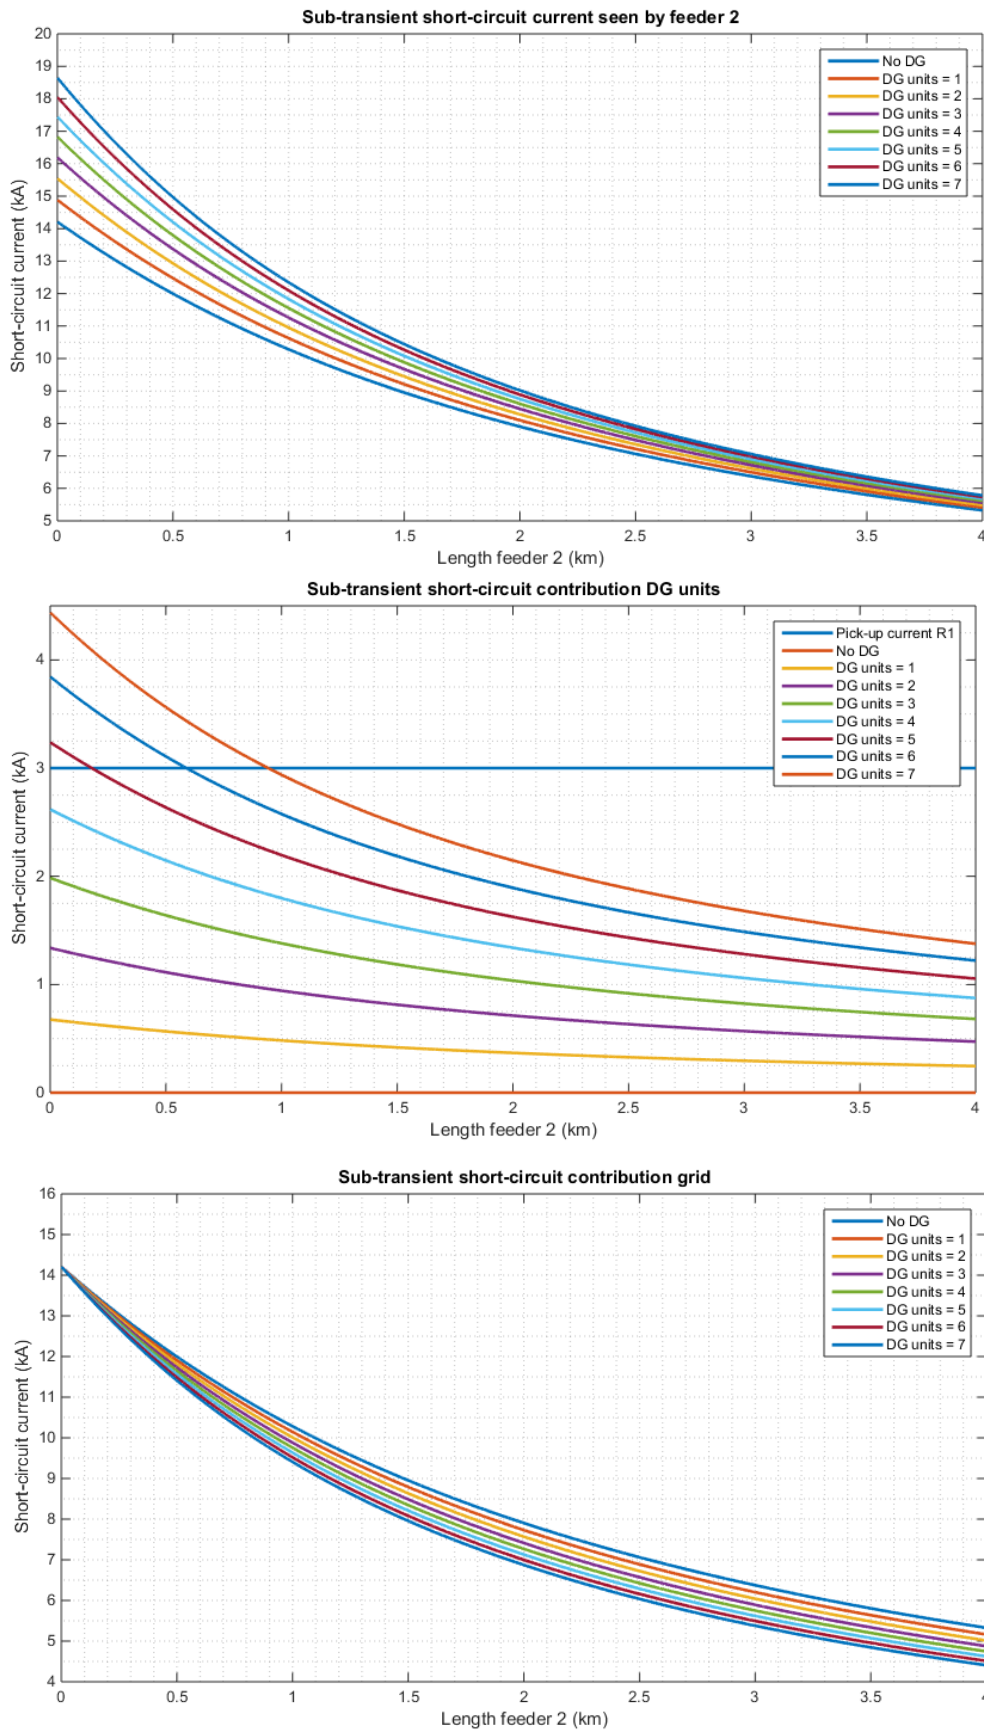 Sub-transient short-circuit current seen by feeder 2
20
19
18
17
16
15
14
13
12
11
10
9
8
7
6
5
Short-circuit current (kA)
No DG
DG units = 1
DG units = 2
DG units = 3
DG units = 4
DG units = 5
DG units = 6
DG units = 7
0 0.5 1 1.5 2 2.5 3 3.5 4
Length feeder 2 (km)
Sub-transient short-circuit contribution DG units
4
3
2
1
0
Short-circuit current (kA)
Pick-up current R1
No DG
DG units = 1
DG units = 2
DG units = 3
DG units = 4
DG units = 5
DG units = 6
DG units = 7
0 0.5 1 1.5 2 2.5 3 3.5 4
Length feeder 2 (km)
Sub-transient short-circuit contribution grid
16
15
14
13
12
11
10
9
8
7
6
5
4
Short-circuit current (kA)
No DG
DG units = 1
DG units = 2
DG units = 3
DG units = 4
DG units = 5
DG units = 6
DG units = 7
0 0.5 1 1.5 2 2.5 3 3.5 4
Length feeder 2 (km)